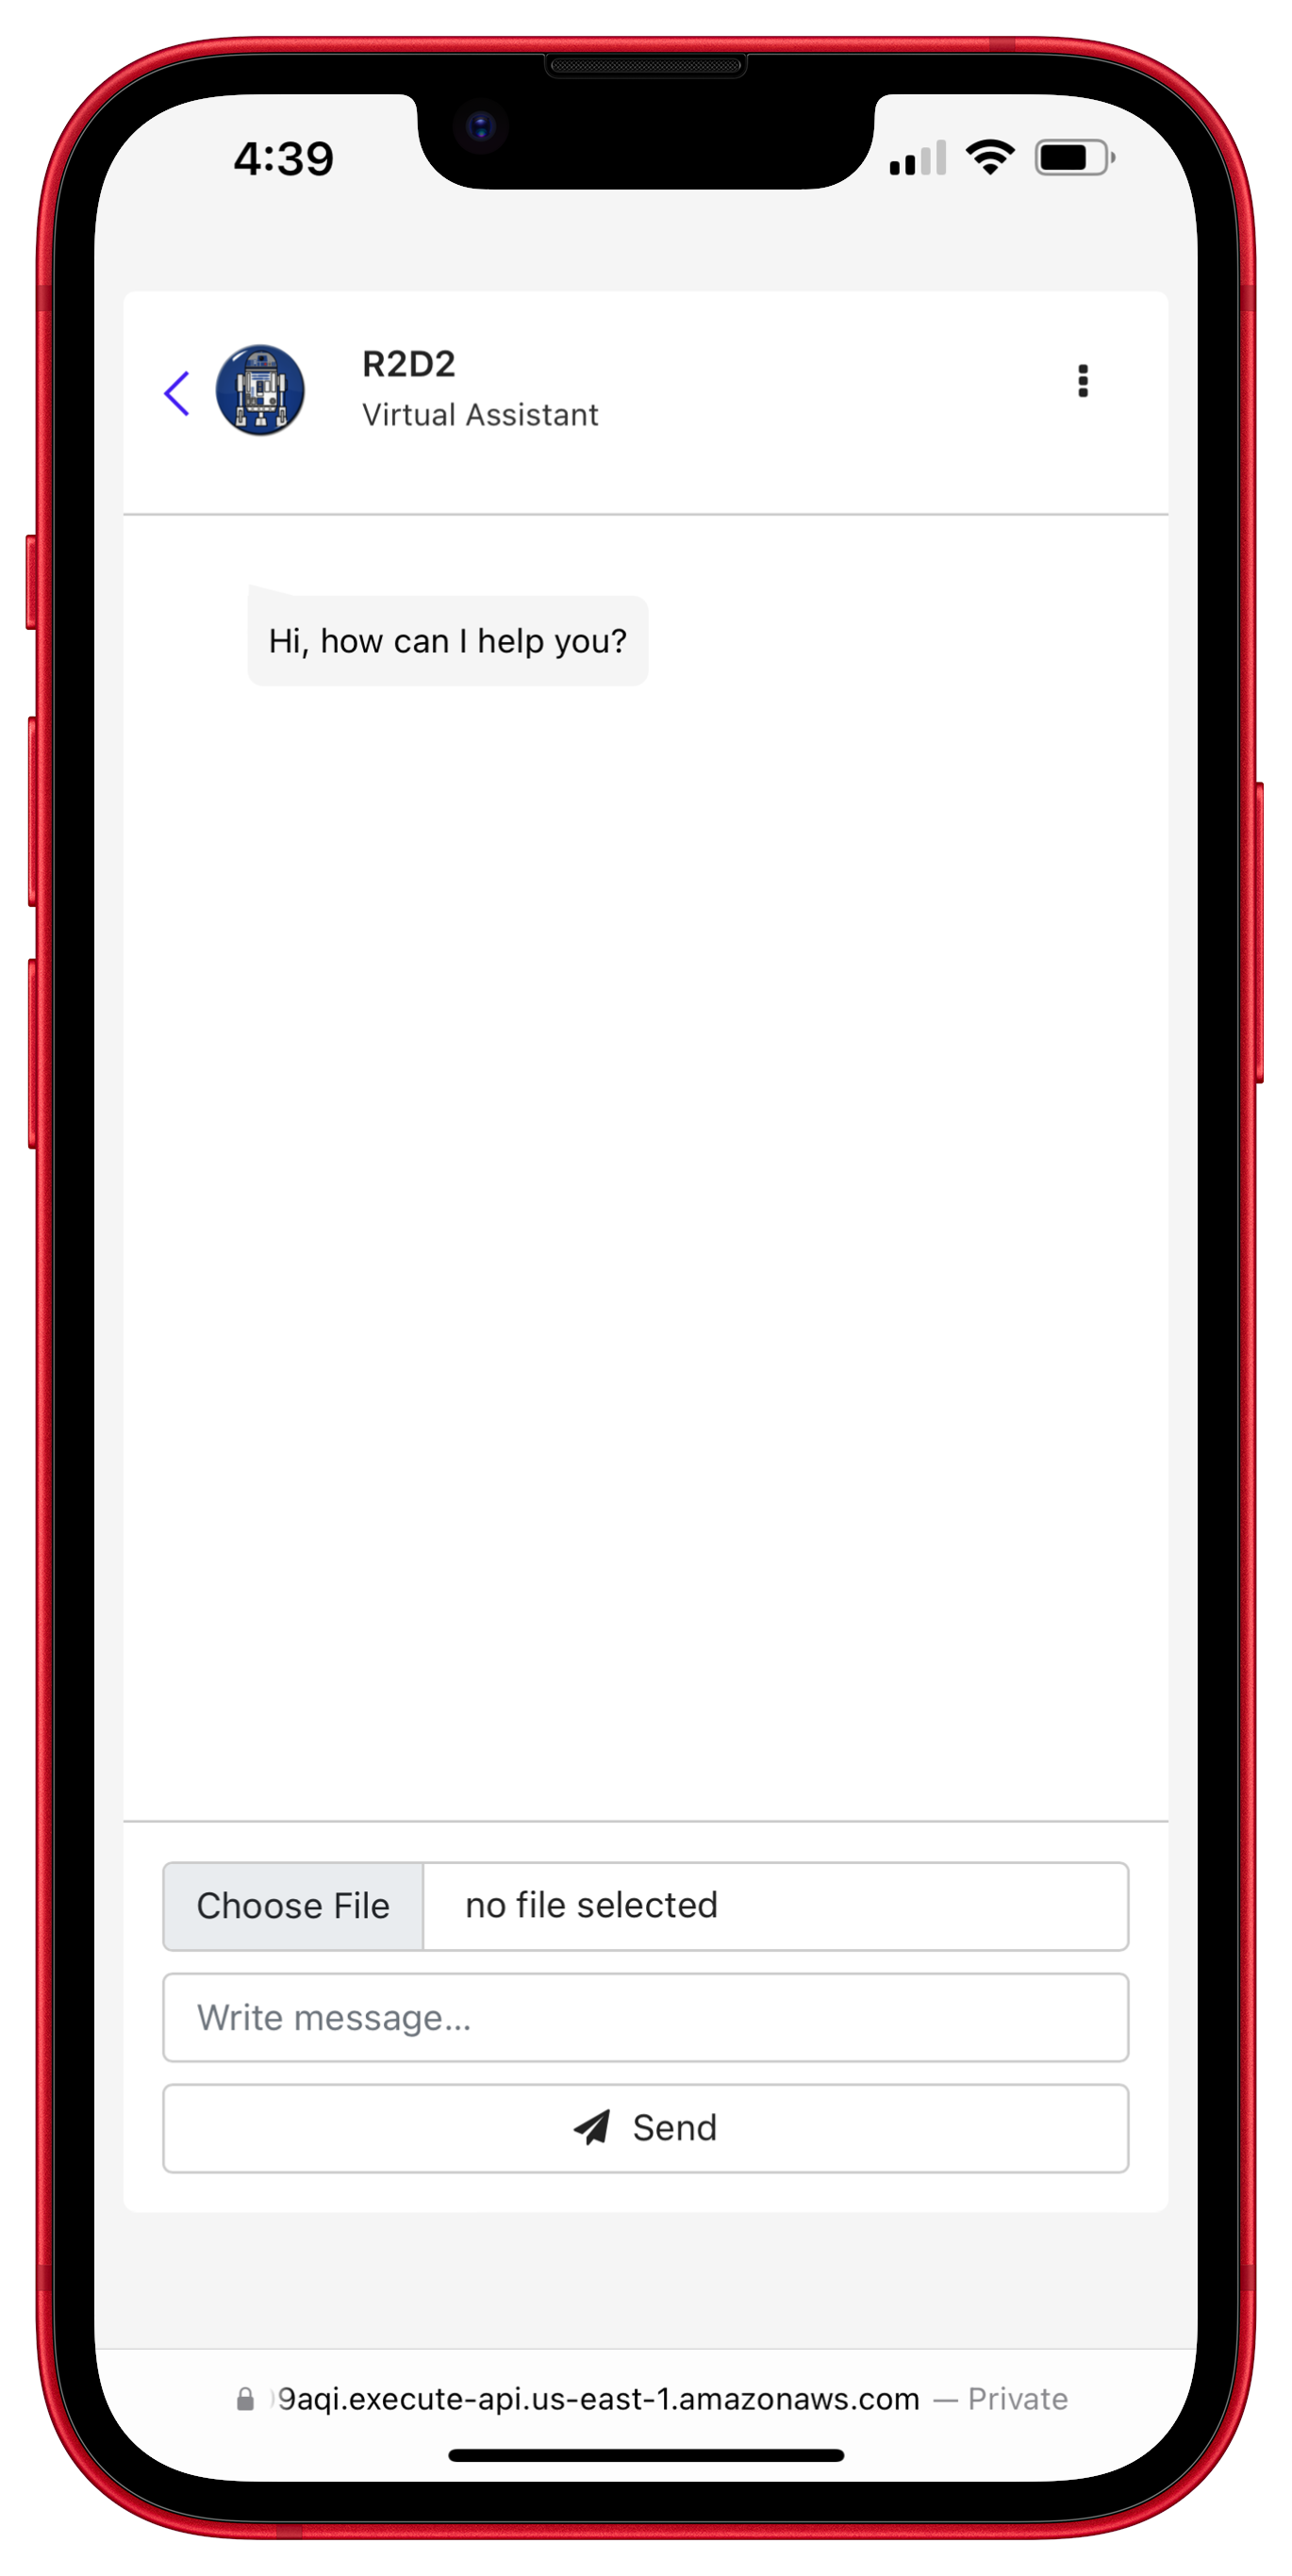 4:39
R2D2
Virtual Assistant
Hi, how can I help you?
Choose File no file selected
Write message...
Send
9aqi.execute-api.us-east-1.amazonaws.com — Private